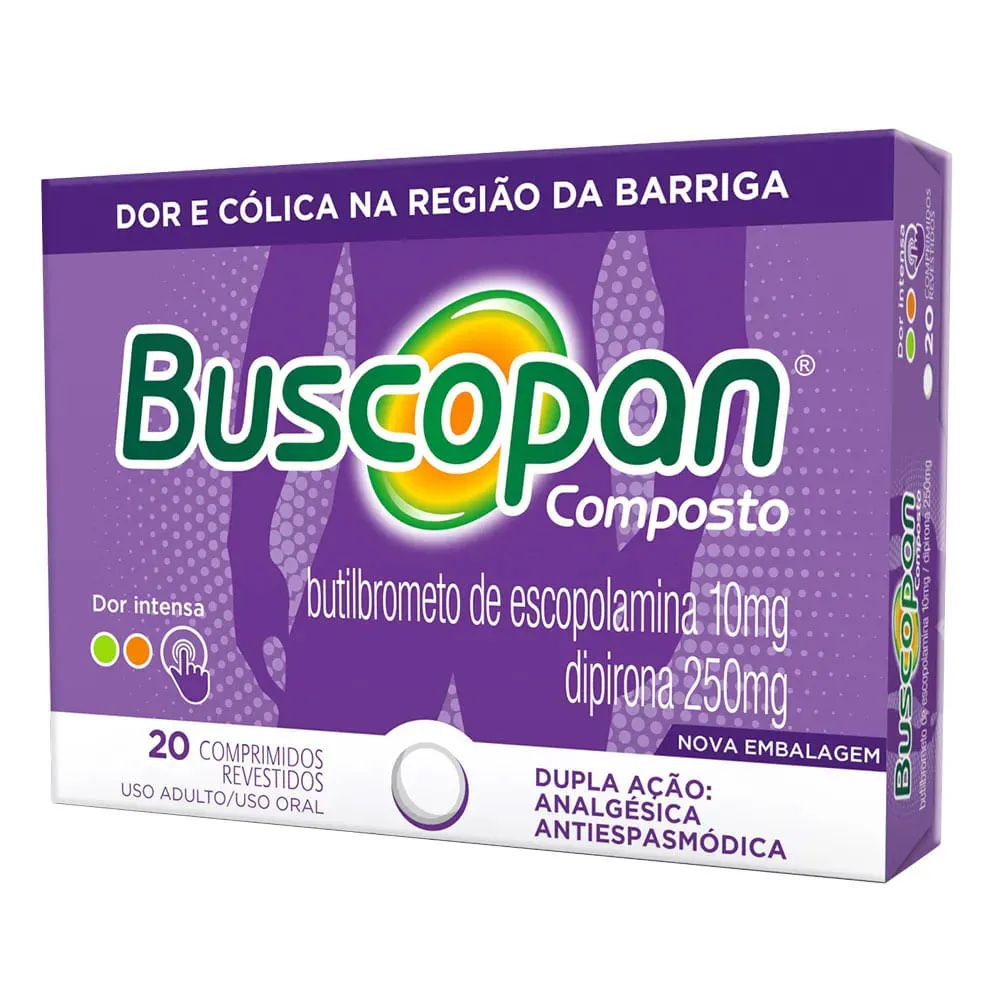 DOR E CÓLICA NA REGIÃO DA BARRIGA
Buscopan®
Composto
butilbrometo de escopolamina 10mg
dipirona 250mg
Dor intensa
NOVA EMBALAGEM
20 COMPRIMIDOS
REVESTIDOS
USO ADULTO/USO ORAL
DUPLA AÇÃO:
ANALGÉSICA
ANTIESPASMÓDICA
Dor intensa
20 COMPRIMIDOS
REVESTIDOS
Buscopan
Composto
butilbrometo de escopolamina 10mg / dipirona 250mg